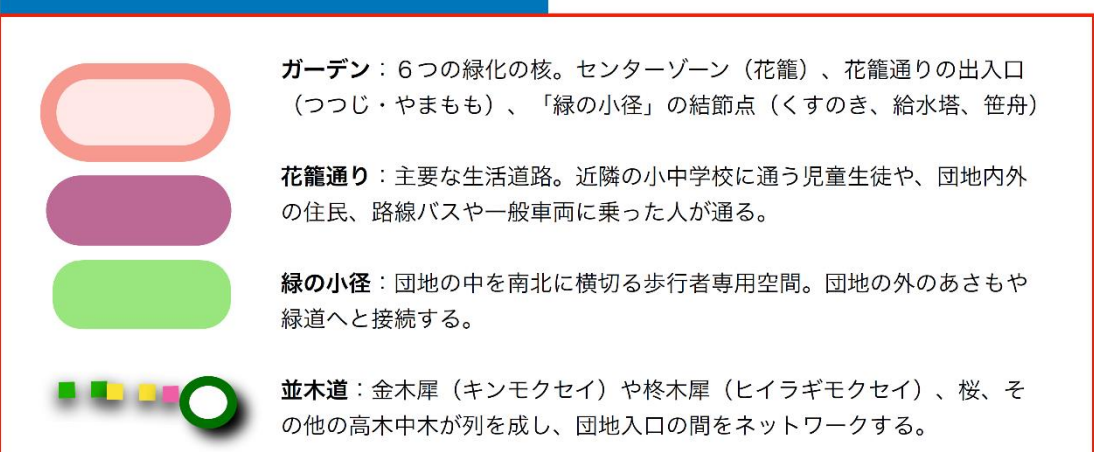 ガーデン：６つの緑化の核。センターゾーン（花籠）、花籠通りの出入口
（つつじ・やまもも）、「緑の小径」の結節点（くすのき、給水塔、笹舟）
花籠通り：主要な生活道路。近隣の小中学校に通う児童生徒や、団地内外
の住民、路線バスや一般車両に乗った人が通る。
緑の小径：団地の中を南北に横切る歩行者専用空間。団地の外のあさもや
緑道へと接続する。
並木道：金木犀（キンモクセイ）や柊木犀（ヒイラギモクセイ）、桜、そ
の他の高木中木が列を成し、団地入口の間をネットワークする。